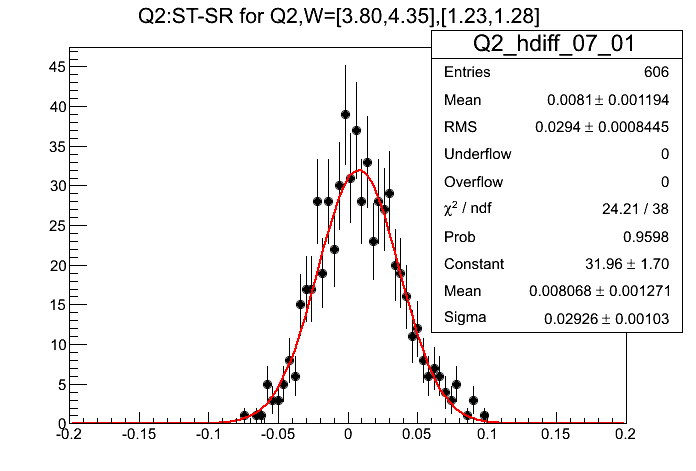 Q2:ST-SR for Q2,W=[3.80,4.35],[1.23,1.28]
Q2_hdiff_07_01
Entries 606
Mean 0.0081 ± 0.001194
RMS 0.0294 ± 0.0008445
Underflow 0
Overflow 0
χ² / ndf 24.21 / 38
Prob 0.9598
Constant 31.96 ± 1.70
Mean 0.008068 ± 0.001271
Sigma 0.02926 ± 0.00103
45
40
35
30
25
20
15
10
5
0
-0.2 -0.15 -0.1 -0.05 0 0.05 0.1 0.15 0.2